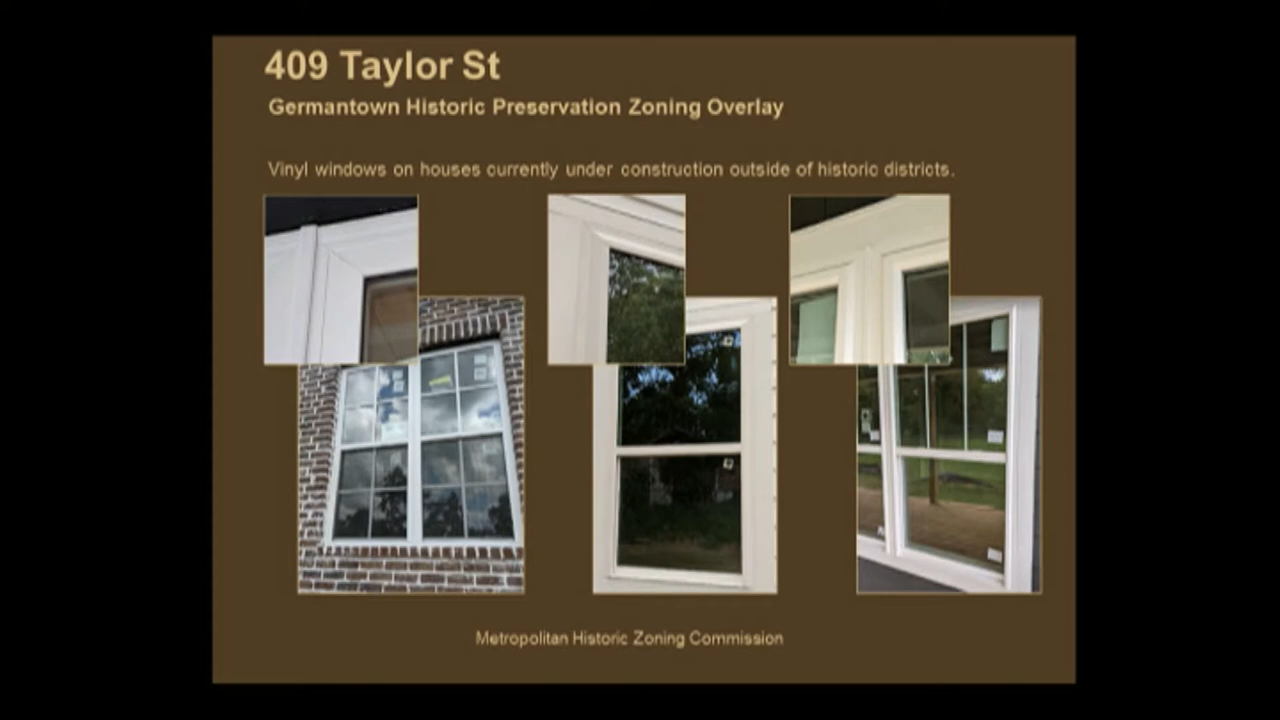 409 Taylor St
Germantown Historic Preservation Zoning Overlay
Vinyl windows on houses currently under construction outside of historic districts.
Metropolitan Historic Zoning Commission